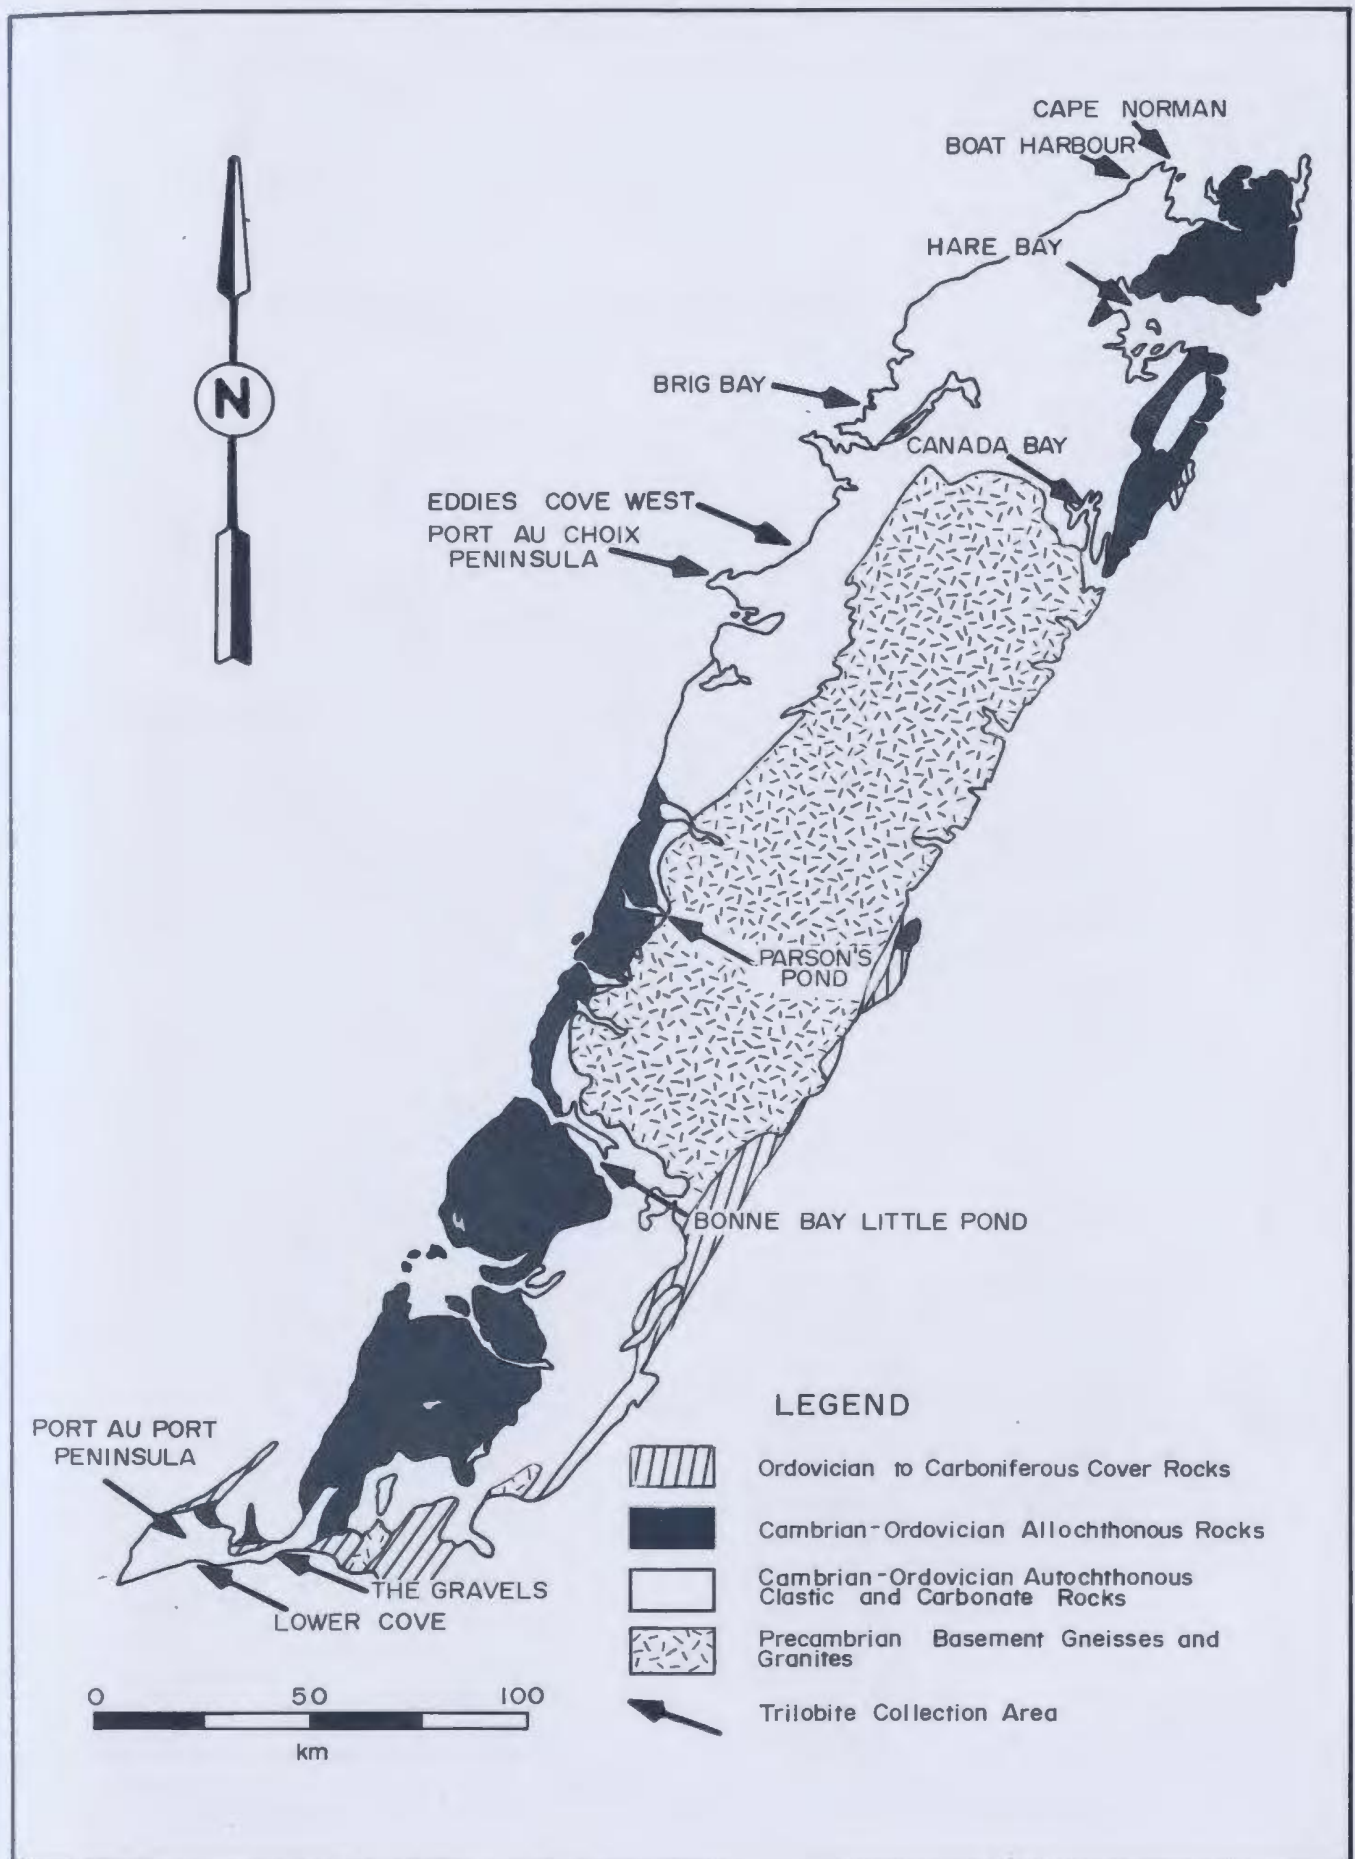 CAPE NORMAN
BOAT HARBOUR
HARE BAY
N
BRIG BAY
CANADA BAY
EDDIES COVE WEST
PORT AU CHOIX
PENINSULA
PARSON'S
POND
BONNE BAY LITTLE POND
PORT AU PORT
PENINSULA
THE GRAVELS
LOWER COVE
LEGEND
Ordovician to Carboniferous Cover Rocks
Cambrian-Ordovician Allochthonous Rocks
Cambrian-Ordovician Autochthonous
Clastic and Carbonate Rocks
Precambrian Basement Gneisses and
Granites
Trilobite Collection Area
0 50 100
km